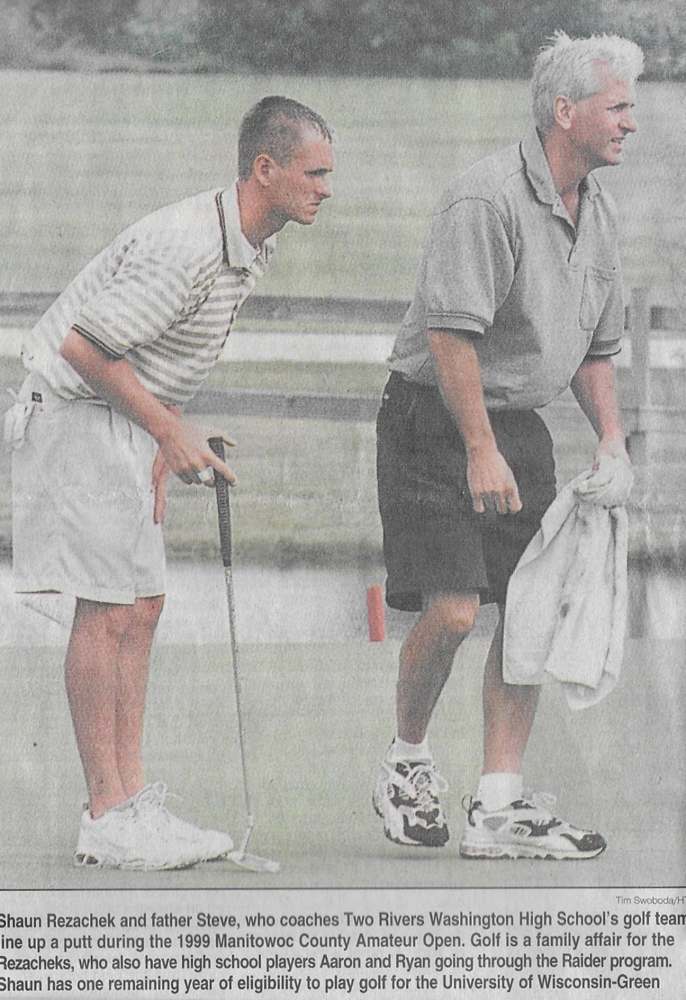 Tim Swoboda/HT
Shaun Rezachek and father Steve, who coaches Two Rivers Washington High School's golf team
line up a putt during the 1999 Manitowoc County Amateur Open. Golf is a family affair for the
Rezacheks, who also have high school players Aaron and Ryan going through the Raider program.
Shaun has one remaining year of eligibility to play golf for the University of Wisconsin-Green